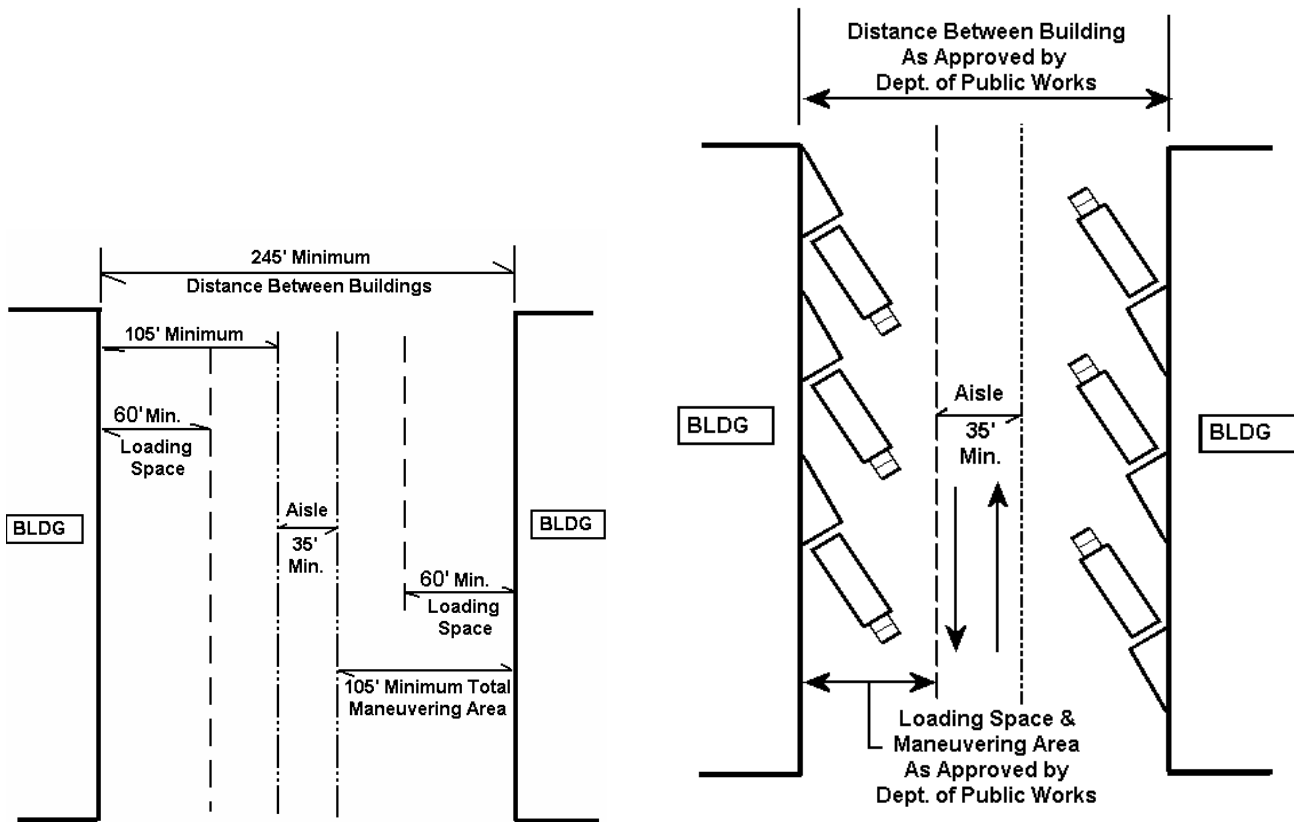 245' Minimum
Distance Between Buildings
105' Minimum
60' Min.
Loading
Space
BLDG
Aisle
35'
Min.
BLDG
60' Min.
Loading
Space
105' Minimum Total
Maneuvering Area
Distance Between Building
As Approved by
Dept. of Public Works
BLDG
Aisle
35'
Min.
BLDG
Loading Space &
Maneuvering Area
As Approved by
Dept. of Public Works